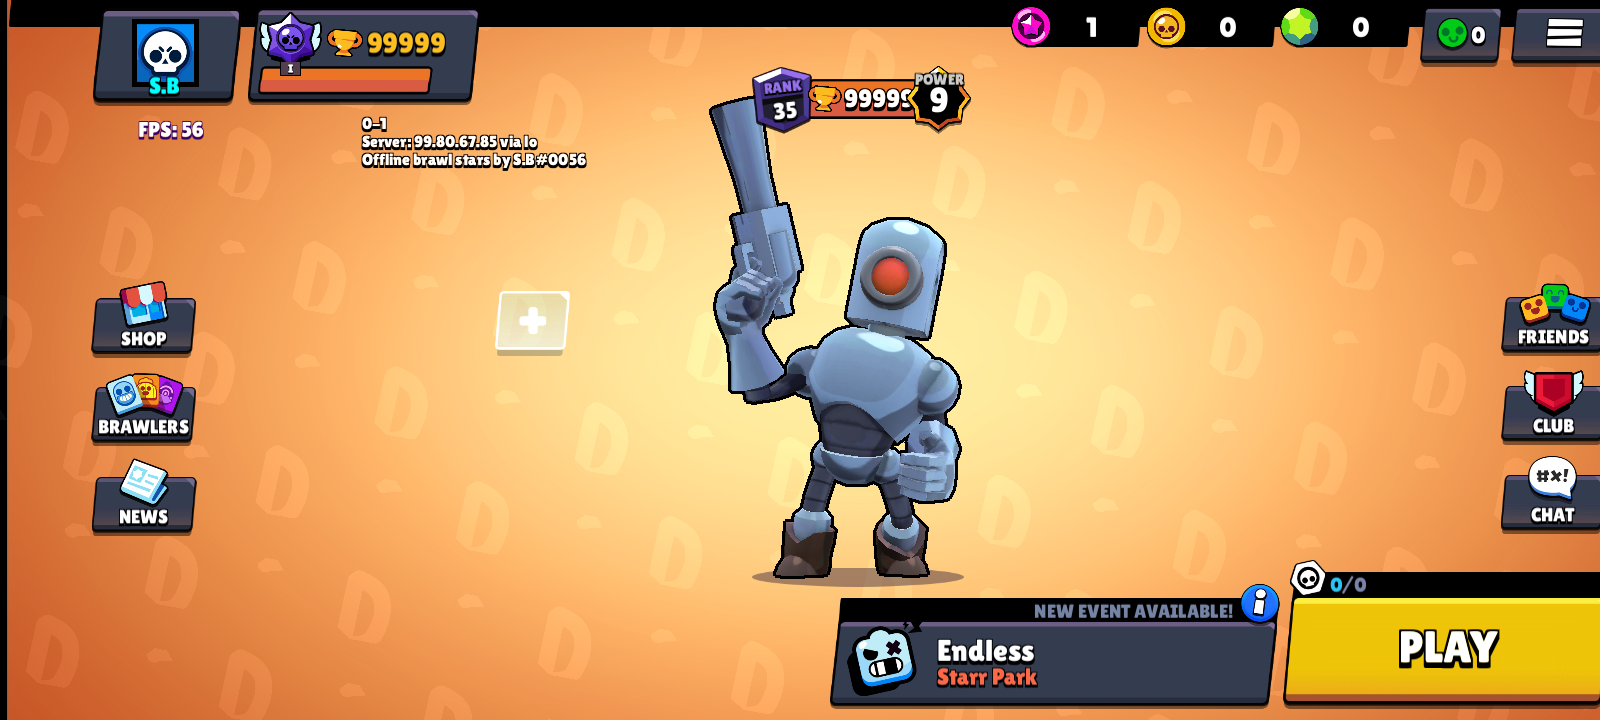 S.B
I
99999
1
0
0
0
FPS: 56
0-1
Server: 99.80.67.85 via lo
Offline brawl stars by S.B#0056
RANK
35
99999
POWER
9
SHOP
BRAWLERS
NEWS
FRIENDS
CLUB
#x!
CHAT
NEW EVENT AVAILABLE!
i
Endless
Starr Park
0/0
PLAY